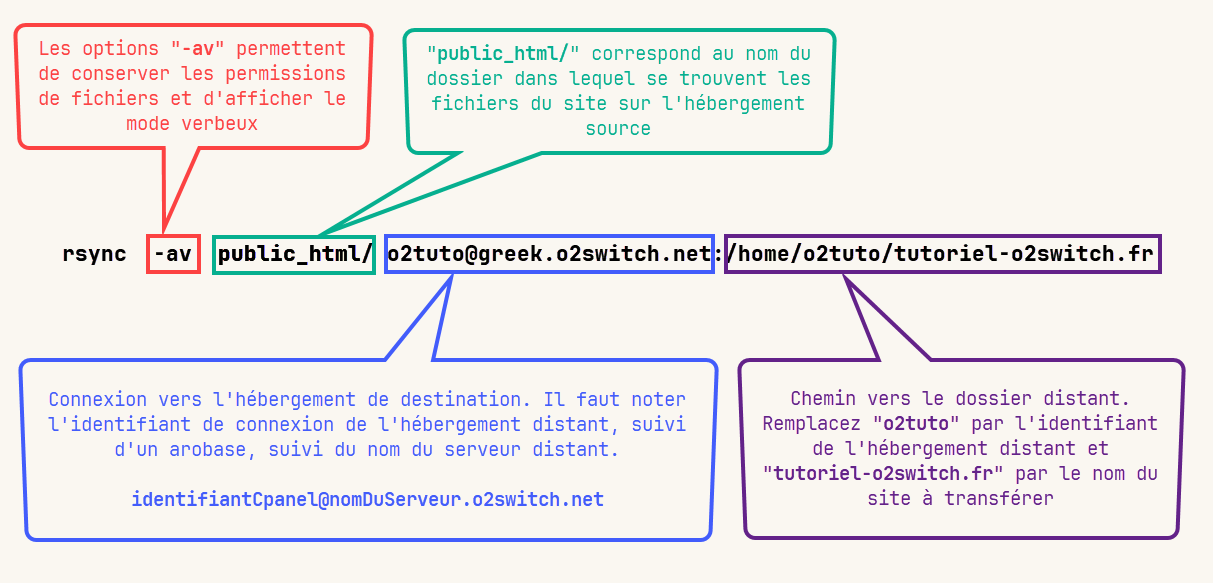 Les options "-av" permettent
de conserver les permissions
de fichiers et d'afficher le
mode verbeux
"public_html/" correspond au nom du
dossier dans lequel se trouvent les
fichiers du site sur l'hébergement
source
rsync -av public_html/ o2tuto@greek.o2switch.net:/home/o2tuto/tutoriel-o2switch.fr
Connexion vers l'hébergement de destination. Il faut noter
l'identifiant de connexion de l'hébergement distant, suivi
d'un arobase, suivi du nom du serveur distant.
identifiantCpanel@nomDuServeur.o2switch.net
Chemin vers le dossier distant.
Remplacez "o2tuto" par l'identifiant
de l'hébergement distant et
"tutoriel-o2switch.fr" par le nom du
site à transférer